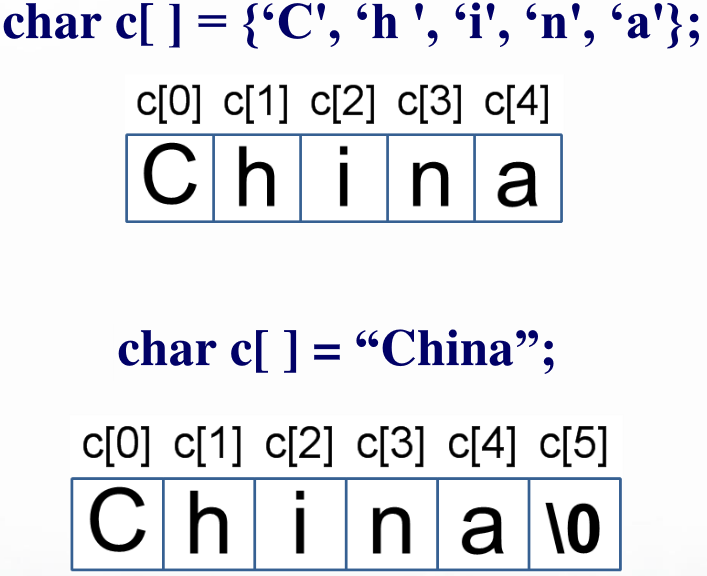 char c[ ] = {‘C', ‘h ', ‘i', ‘n', ‘a'};
c[0] c[1] c[2] c[3] c[4]
C h i n a
char c[ ] = “China”;
c[0] c[1] c[2] c[3] c[4] c[5]
C h i n a \0